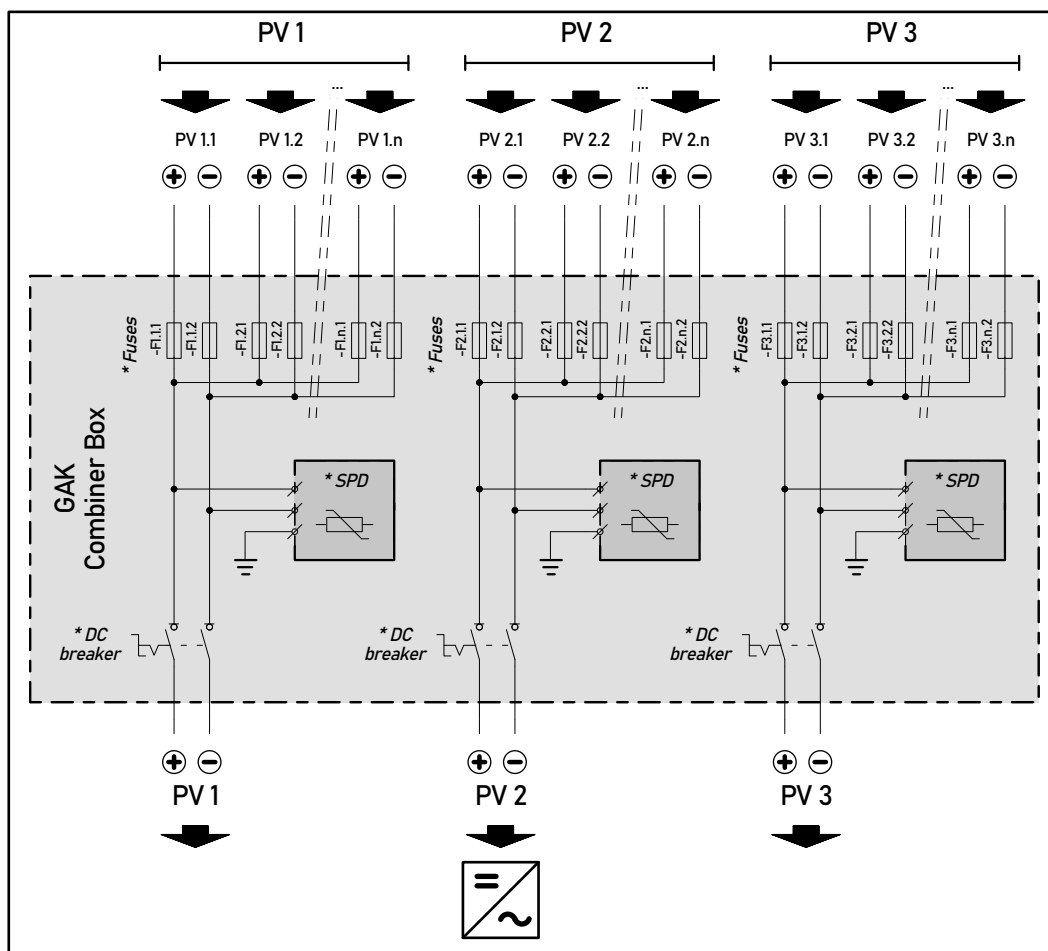 PV 1
PV 2
PV 3
...
...
...
PV 1.1
PV 1.2
PV 1.n
PV 2.1
PV 2.2
PV 2.n
PV 3.1
PV 3.2
PV 3.n
+ − + − + −
+ − + − + −
+ − + − + −
* Fuses
-F1.1.1
-F1.1.2
-F1.2.1
-F1.2.2
-F1.n.1
-F1.n.2
* Fuses
-F2.1.1
-F2.1.2
-F2.2.1
-F2.2.2
-F2.n.1
-F2.n.2
* Fuses
-F3.1.1
-F3.1.2
-F3.2.1
-F3.2.2
-F3.n.1
-F3.n.2
GAK
Combiner Box
* SPD
* SPD
* SPD
* DC
breaker
* DC
breaker
* DC
breaker
+ −
+ −
+ −
PV 1
PV 2
PV 3